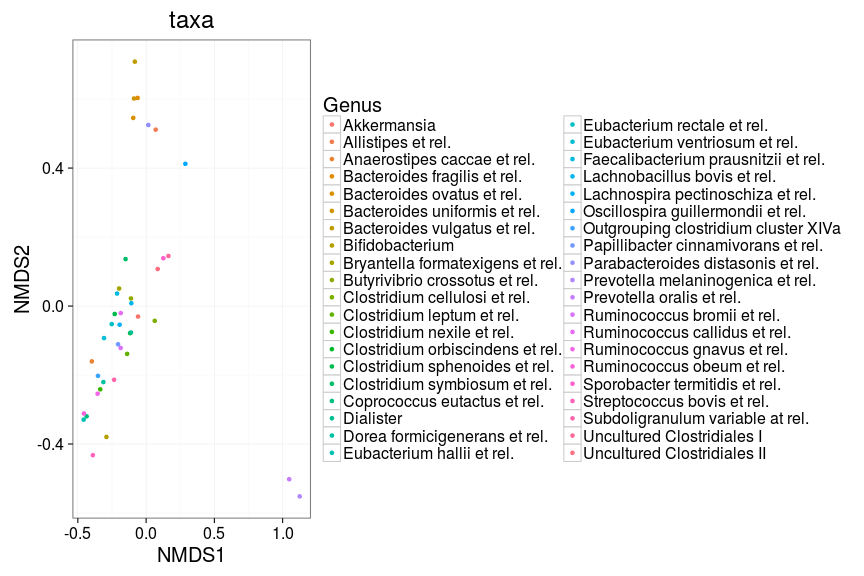 taxa
NMDS2
0.4
0.0
-0.4
-0.5
0.0
0.5
1.0
NMDS1
Genus
Akkermansia
Allistipes et rel.
Anaerostipes caccae et rel.
Bacteroides fragilis et rel.
Bacteroides ovatus et rel.
Bacteroides uniformis et rel.
Bacteroides vulgatus et rel.
Bifidobacterium
Bryantella formatexigens et rel.
Butyrivibrio crossotus et rel.
Clostridium cellulosi et rel.
Clostridium leptum et rel.
Clostridium nexile et rel.
Clostridium orbiscindens et rel.
Clostridium sphenoides et rel.
Clostridium symbiosum et rel.
Coprococcus eutactus et rel.
Dialister
Dorea formicigenerans et rel.
Eubacterium hallii et rel.
Eubacterium rectale et rel.
Eubacterium ventriosum et rel.
Faecalibacterium prausnitzii et rel.
Lachnobacillus bovis et rel.
Lachnospira pectinoschiza et rel.
Oscillospira guillermondii et rel.
Outgrouping clostridium cluster XIVa
Papillibacter cinnamivorans et rel.
Parabacteroides distasonis et rel.
Prevotella melaninogenica et rel.
Prevotella oralis et rel.
Ruminococcus bromii et rel.
Ruminococcus callidus et rel.
Ruminococcus gnavus et rel.
Ruminococcus obeum et rel.
Sporobacter termitidis et rel.
Streptococcus bovis et rel.
Subdoligranulum variable at rel.
Uncultured Clostridiales I
Uncultured Clostridiales II